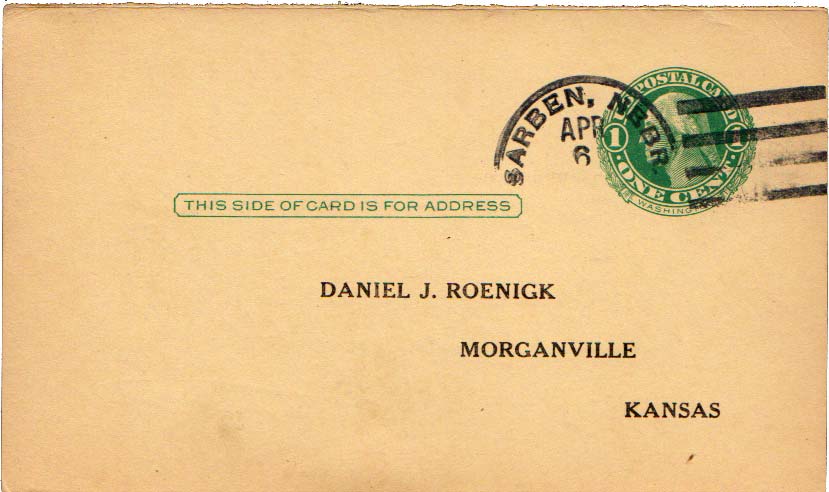 SARBEN, NEBR.
APR
6
POSTAL CARD
1 1
ONE CENT
WASHINGTON
THIS SIDE OF CARD IS FOR ADDRESS
DANIEL J. ROENIGK
MORGANVILLE
KANSAS